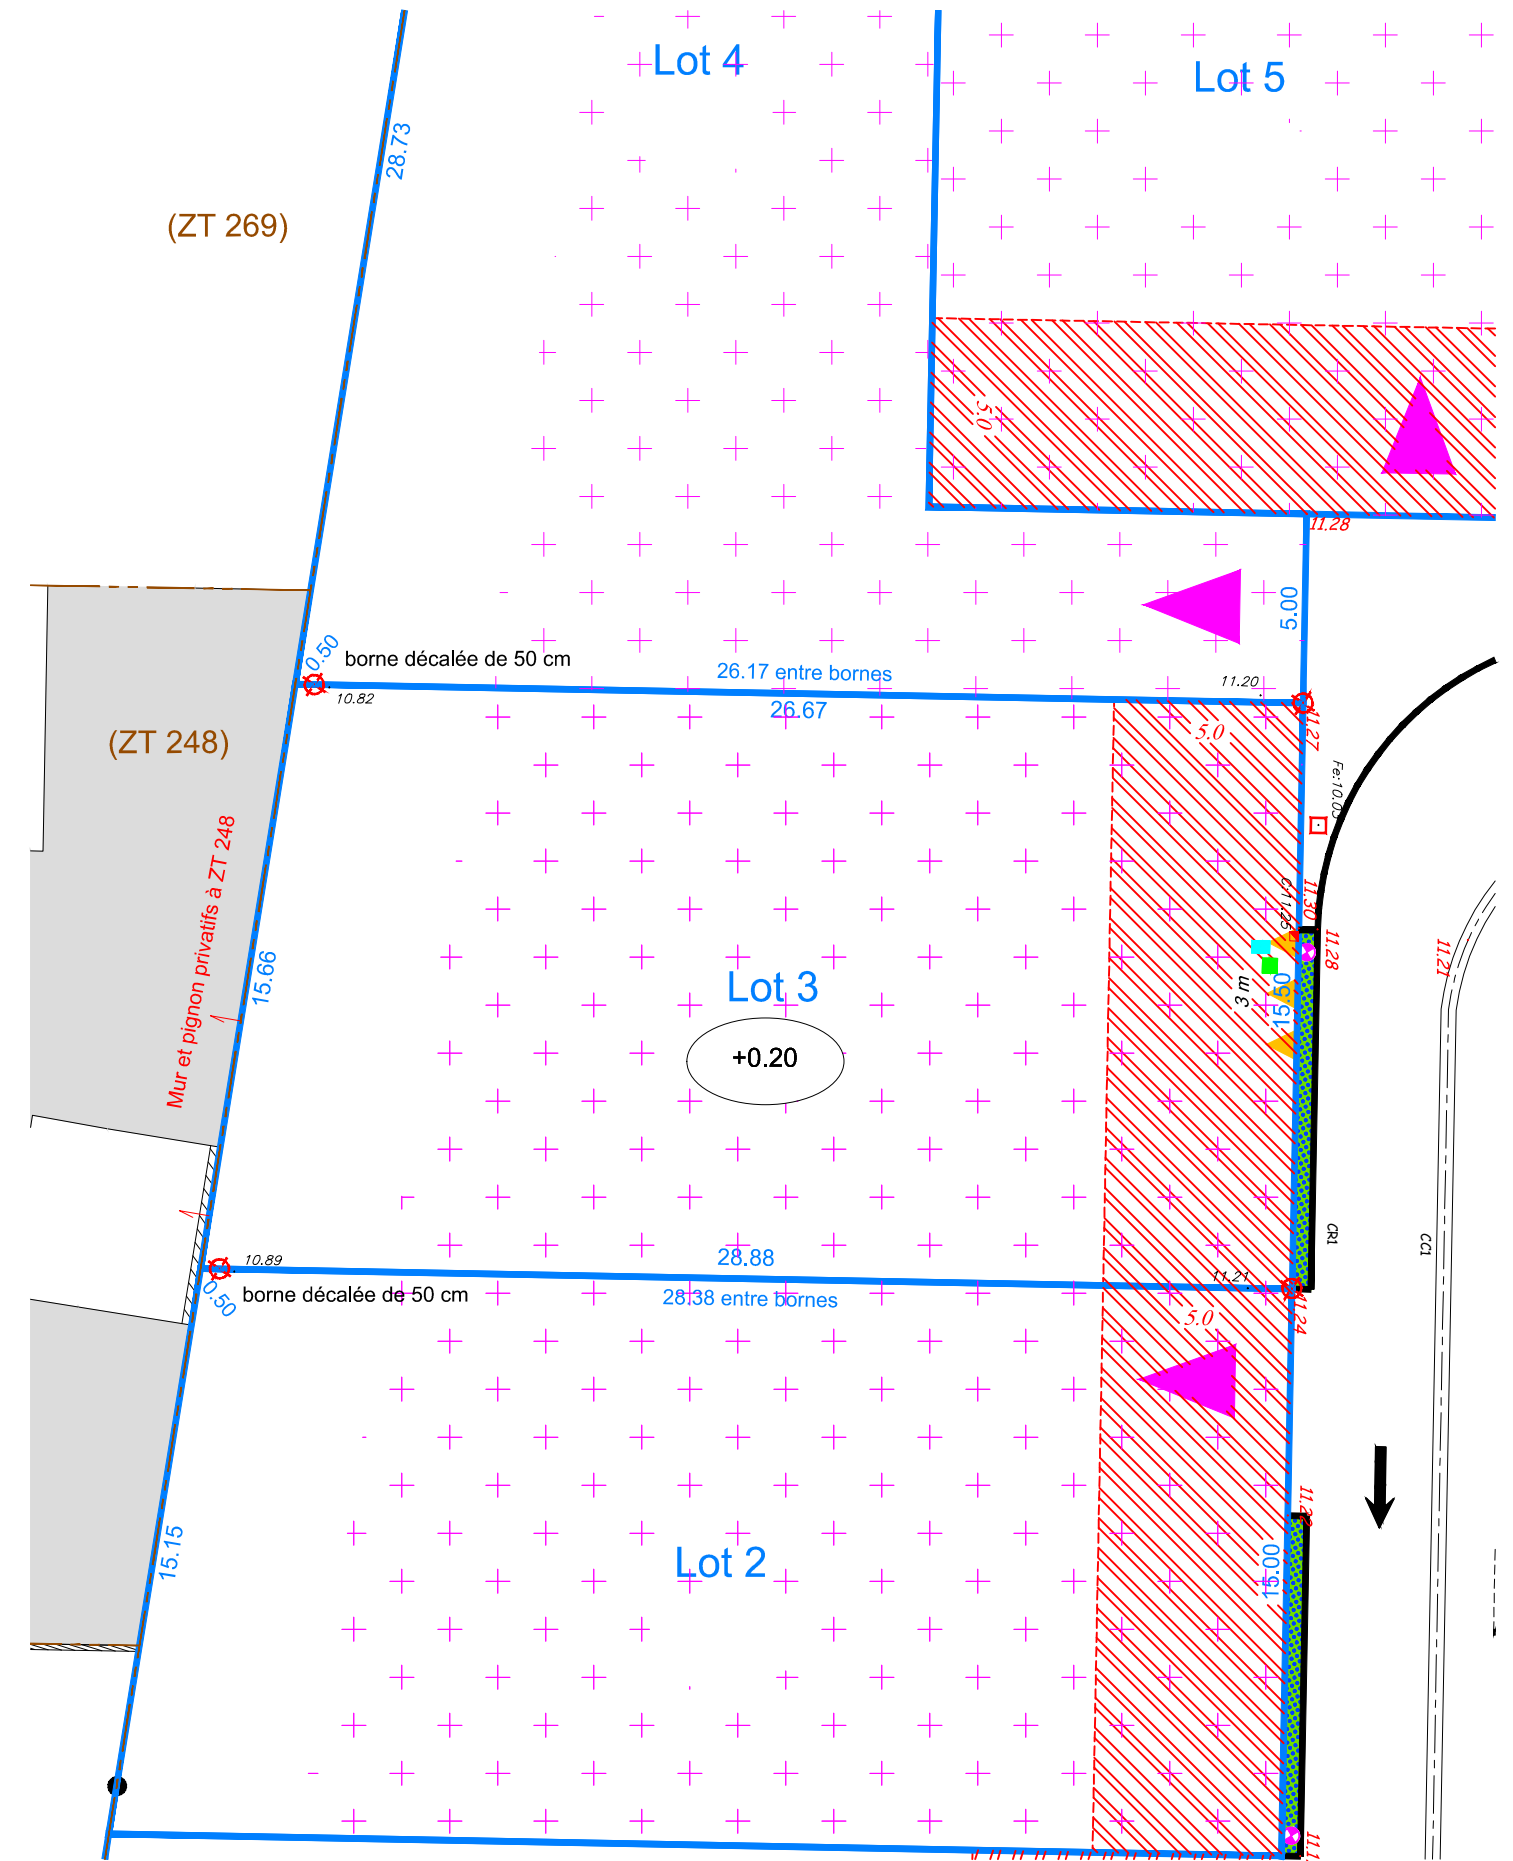 Lot 4
Lot 5
28.73
(ZT 269)
5.0
11.28
5.00
0.50
borne décalée de 50 cm
26.17 entre bornes
11.20
10.82
26.67
5.0
11.27
(ZT 248)
Mur et pignon privatifs à ZT 248
15.66
11.30
11.28
11.21
Lot 3
3 m
15.50
+0.20
CR1
CC1
10.89
28.88
11.21
0.50
borne décalée de 50 cm
28.38 entre bornes
5.0
11.24
15.15
Lot 2
15.00